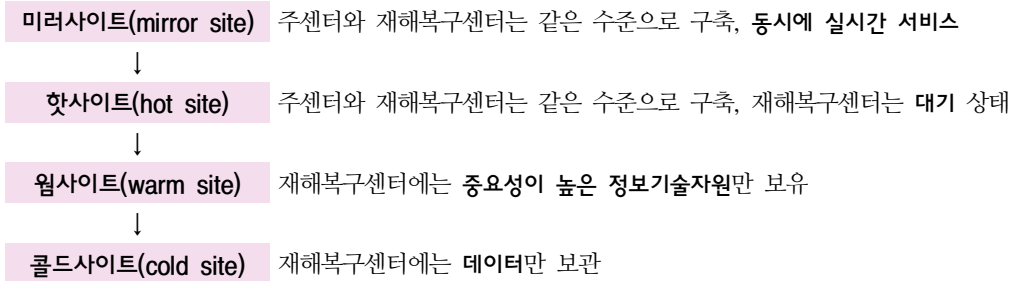 미러사이트(mirror site) 주센터와 재해복구센터는 같은 수준으로 구축, 동시에 실시간 서비스
↓
핫사이트(hot site) 주센터와 재해복구센터는 같은 수준으로 구축, 재해복구센터는 대기 상태
↓
웜사이트(warm site) 재해복구센터에는 중요성이 높은 정보기술자원만 보유
↓
콜드사이트(cold site) 재해복구센터에는 데이터만 보관